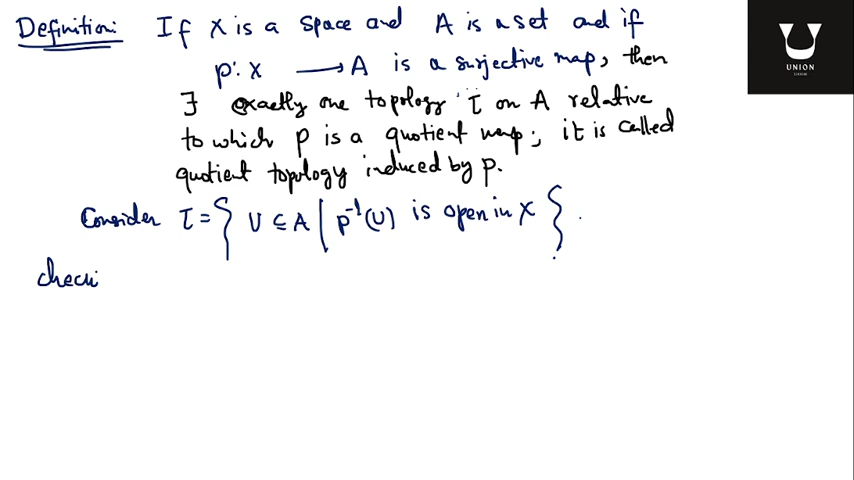 Definition: If X is a space and A is a set and if
p: X ⟶ A is a surjective map, then
∃ exactly one topology τ on A relative
to which p is a quotient map; it is called
quotient topology induced by p.
Consider τ = { U ⊆ A | p⁻¹(U) is open in X } .
checki
UNION